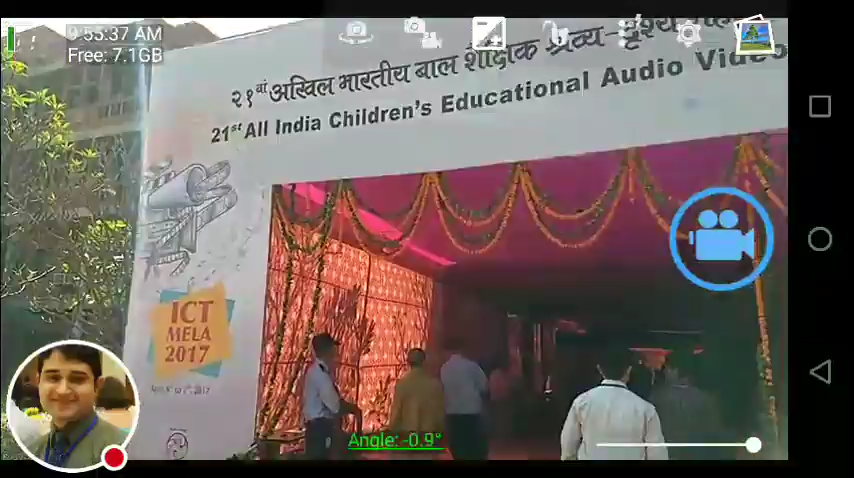 9:55:37 AM
Free: 7.1GB
२१वां अखिल भारतीय बाल शैक्षिक श्रव्य-दृश्य
21st All India Children's Educational Audio Video
ICT
MELA
2017
Angle: -0.9°